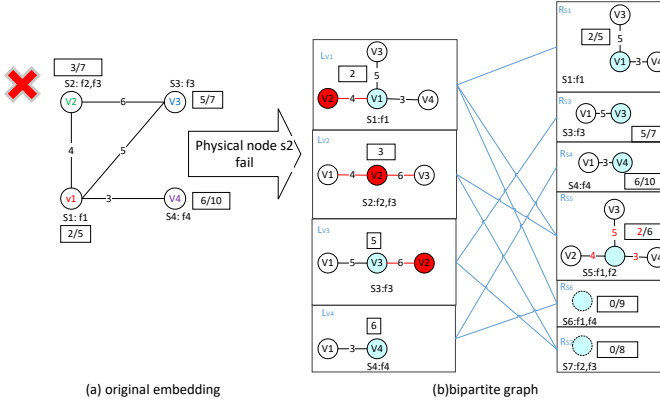 3/7
S2: f2,f3
V2
6
S3: f3
V3
5/7
4
5
v1
3
V4
6/10
S1: f1
S4: f4
2/5
Physical node s2
fail
(a) original embedding
LV1
V3
2
5
V2
4
V1
3
V4
S1:f1
LV2
3
V1
4
V2
6
V3
S2:f2,f3
LV3
5
V1
5
V3
6
V2
S3:f3
LV4
6
V1
3
V4
S4:f4
RS1
V3
2/5
5
V1
3
V4
S1:f1
RS3
V1
5
V3
S3:f3
5/7
RS4
V1
3
V4
S4:f4
6/10
RS5
V3
5
2/6
V2
4
3
V4
S5:f1,f2
RS6
0/9
S6:f1,f4
0/8
S7:f2,f3
(b)bipartite graph